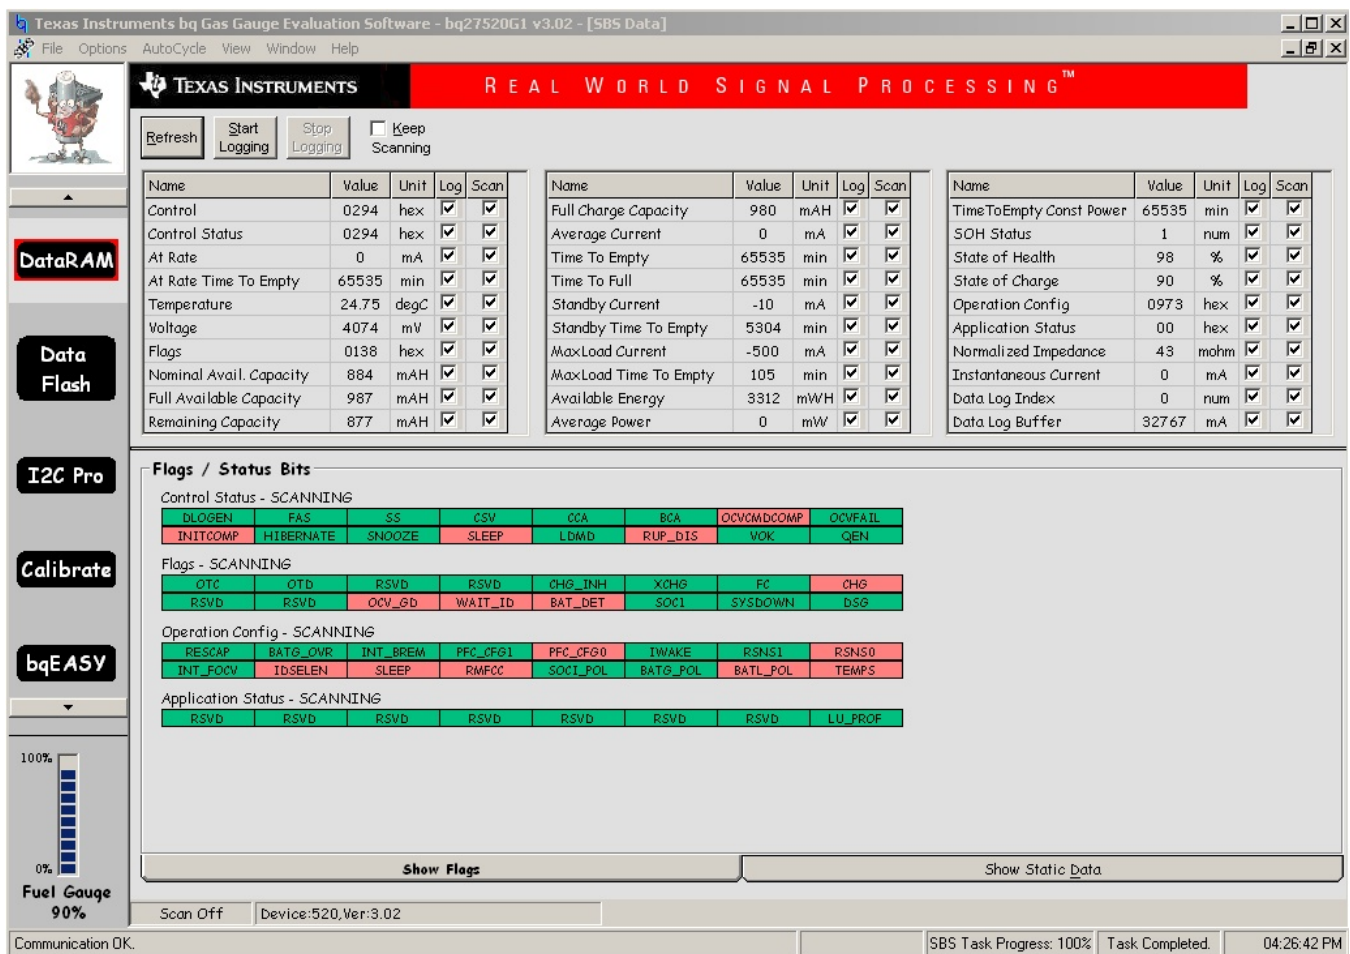 Texas Instruments bq Gas Gauge Evaluation Software - bq27520G1 v3.02 - [SBS Data]
File Options AutoCycle View Window Help
TEXAS INSTRUMENTS REAL WORLD SIGNAL PROCESSING™
Refresh Start Logging Stop Logging Keep Scanning
Name Value Unit Log Scan Name Value Unit Log Scan Name Value Unit Log Scan
Control 0294 hex Full Charge Capacity 980 mAH TimeToEmpty Const Power 65535 min
Control Status 0294 hex Average Current 0 mA SOH Status 1 num
At Rate 0 mA Time To Empty 65535 min State of Health 98 %
At Rate Time To Empty 65535 min Time To Full 65535 min State of Charge 90 %
Temperature 24.75 degC Standby Current -10 mA Operation Config 0973 hex
Voltage 4074 mV Standby Time To Empty 5304 min Application Status 00 hex
Flags 0138 hex MaxLoad Current -500 mA Normalized Impedance 43 mohm
Nominal Avail. Capacity 884 mAH MaxLoad Time To Empty 105 min Instantaneous Current 0 mA
Full Available Capacity 987 mAH Available Energy 3312 mWH Data Log Index 0 num
Remaining Capacity 877 mAH Average Power 0 mW Data Log Buffer 32767 mA
DataRAM
Data
Flash
I2C Pro
Calibrate
bqEASY
100%
0%
Fuel Gauge
90%
Flags / Status Bits
Control Status - SCANNING
DLOGEN FAS SS CSV CCA BCA OCVCMDCOMP OCVFAIL
INITCOMP HIBERNATE SNOOZE SLEEP LDMD RUP_DIS VOK QEN
Flags - SCANNING
OTC OTD RSVD RSVD CHG_INH XCHG FC CHG
RSVD RSVD OCV_GD WAIT_ID BAT_DET SOC1 SYSDOWN DSG
Operation Config - SCANNING
RESCAP BATG_OVR INT_BREM PFC_CFG1 PFC_CFG0 IWAKE RSNS1 RSNS0
INT_FOCV IDSELEN SLEEP RMFCC SOCI_POL BATG_POL BATL_POL TEMPS
Application Status - SCANNING
RSVD RSVD RSVD RSVD RSVD RSVD RSVD LU_PROF
Show Flags Show Static Data
Scan Off Device:520,Ver:3.02
Communication OK. SBS Task Progress: 100% Task Completed. 04:26:42 PM